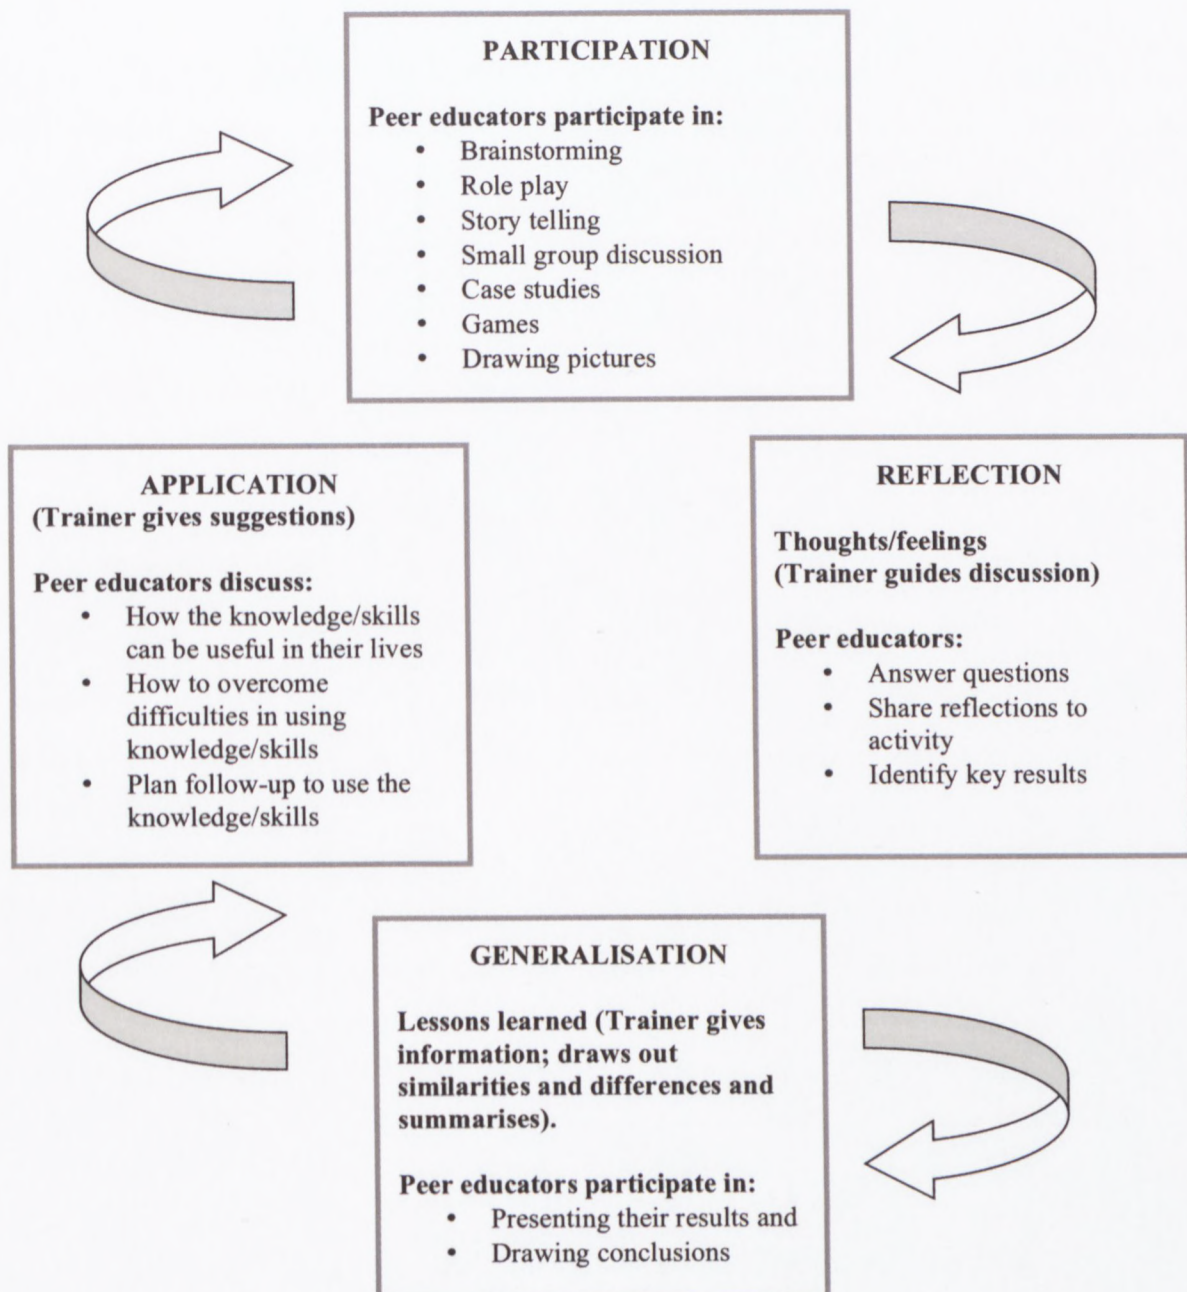 PARTICIPATION
Peer educators participate in:
• Brainstorming
• Role play
• Story telling
• Small group discussion
• Case studies
• Games
• Drawing pictures
APPLICATION
(Trainer gives suggestions)
Peer educators discuss:
• How the knowledge/skills
can be useful in their lives
• How to overcome
difficulties in using
knowledge/skills
• Plan follow-up to use the
knowledge/skills
REFLECTION
Thoughts/feelings
(Trainer guides discussion)
Peer educators:
• Answer questions
• Share reflections to
activity
• Identify key results
GENERALISATION
Lessons learned (Trainer gives
information; draws out
similarities and differences and
summarises).
Peer educators participate in:
• Presenting their results and
• Drawing conclusions